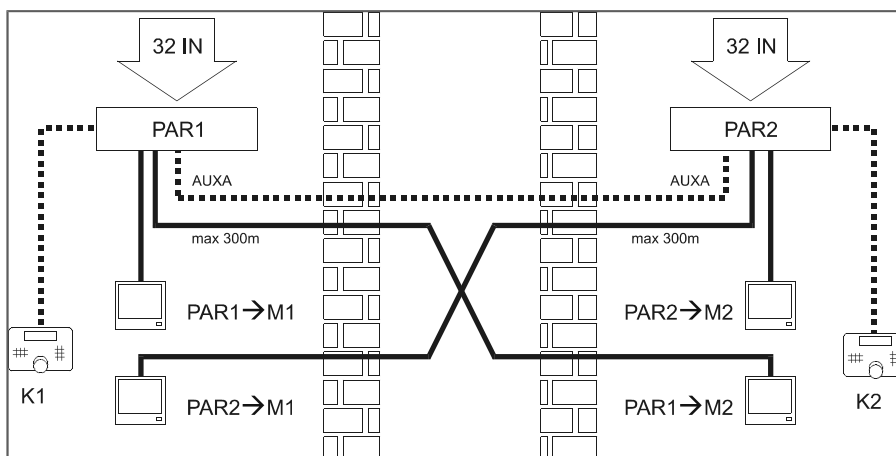 32 IN
32 IN
PAR1
PAR2
AUXA
AUXA
max 300m
max 300m
PAR1→M1
PAR2→M2
K1
PAR2→M1
PAR1→M2
K2